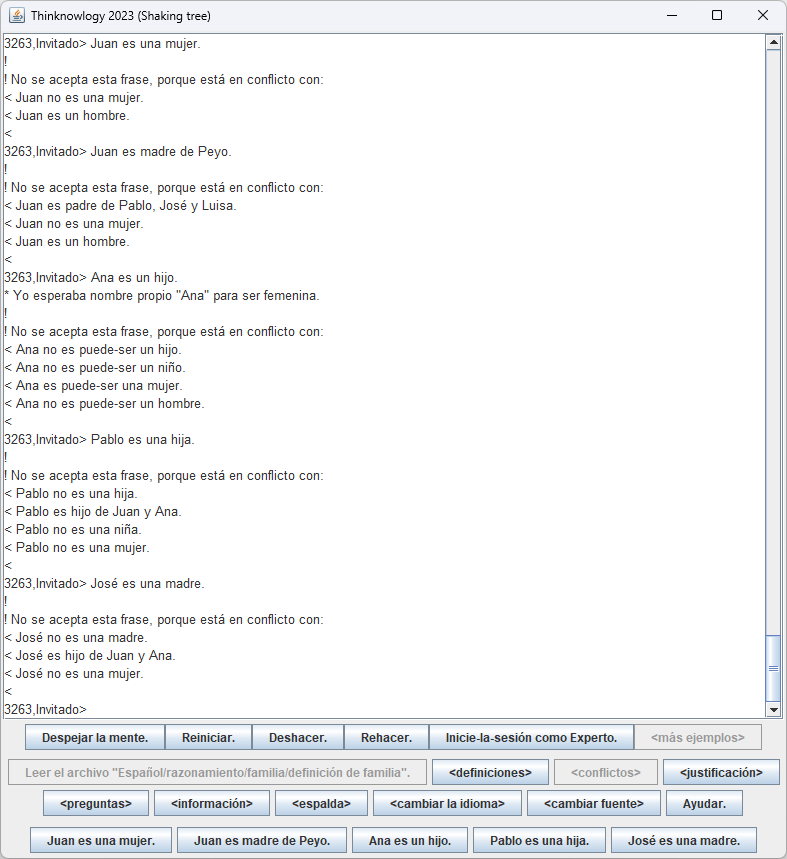 Thinknowlogy 2023 (Shaking tree)
3263,Invitado> Juan es una mujer.
!
! No se acepta esta frase, porque está en conflicto con:
< Juan no es una mujer.
< Juan es un hombre.
<
3263,Invitado> Juan es madre de Peyo.
!
! No se acepta esta frase, porque está en conflicto con:
< Juan es padre de Pablo, José y Luisa.
< Juan no es una mujer.
< Juan es un hombre.
<
3263,Invitado> Ana es un hijo.
* Yo esperaba nombre propio "Ana" para ser femenina.
!
! No se acepta esta frase, porque está en conflicto con:
< Ana no es puede-ser un hijo.
< Ana no es puede-ser un niño.
< Ana es puede-ser una mujer.
< Ana no es puede-ser un hombre.
<
3263,Invitado> Pablo es una hija.
!
! No se acepta esta frase, porque está en conflicto con:
< Pablo no es una hija.
< Pablo es hijo de Juan y Ana.
< Pablo no es una niña.
< Pablo no es una mujer.
<
3263,Invitado> José es una madre.
!
! No se acepta esta frase, porque está en conflicto con:
< José no es una madre.
< José es hijo de Juan y Ana.
< José no es una mujer.
<
3263,Invitado>
Despejar la mente. Reiniciar. Deshacer. Rehacer. Inicie-la-sesión como Experto. <más ejemplos>
Leer el archivo "Español/razonamiento/familia/definición de familia". <definiciones> <conflictos> <justificación>
<preguntas> <información> <espalda> <cambiar la idioma> <cambiar fuente> Ayudar.
Juan es una mujer. Juan es madre de Peyo. Ana es un hijo. Pablo es una hija. José es una madre.